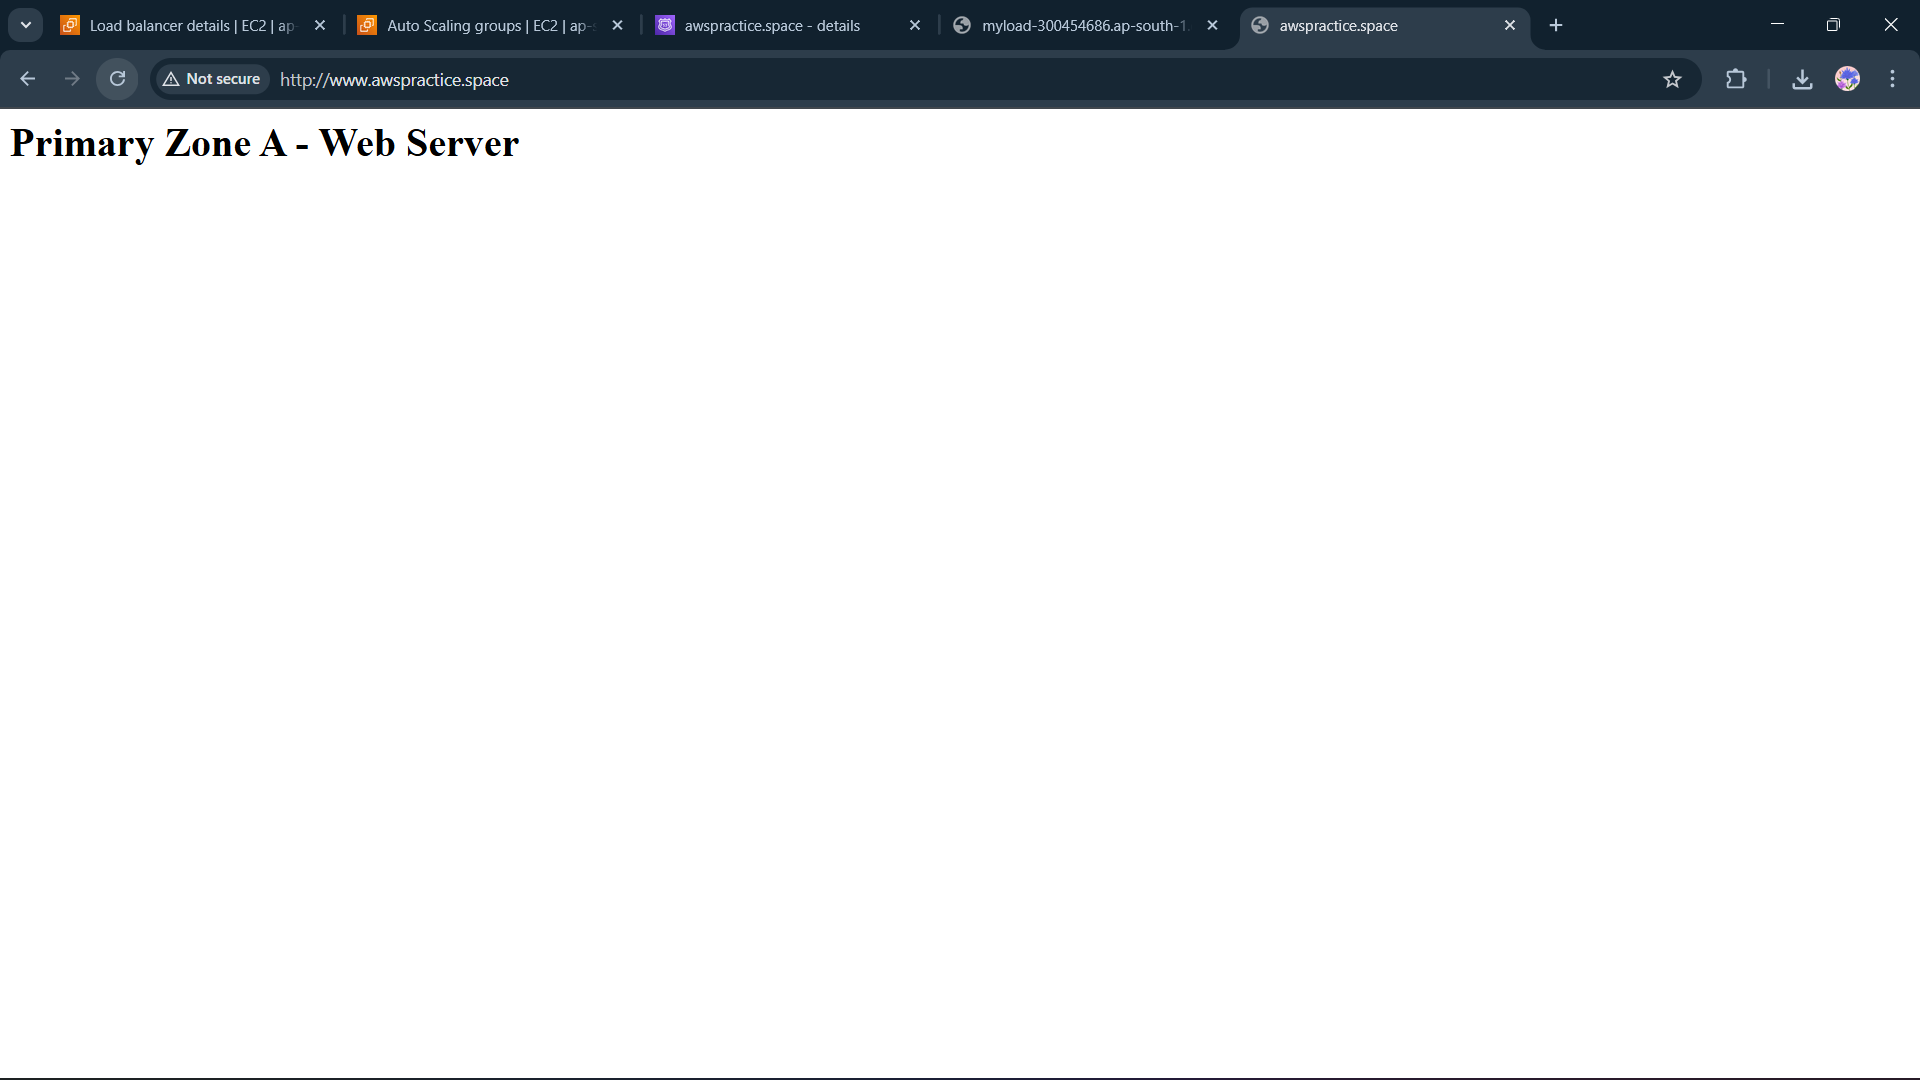 Load balancer details | EC2 | ap-
Auto Scaling groups | EC2 | ap-s
awspractice.space - details
myload-300454686.ap-south-1.
awspractice.space
Not secure
http://www.awspractice.space
Primary Zone A - Web Server